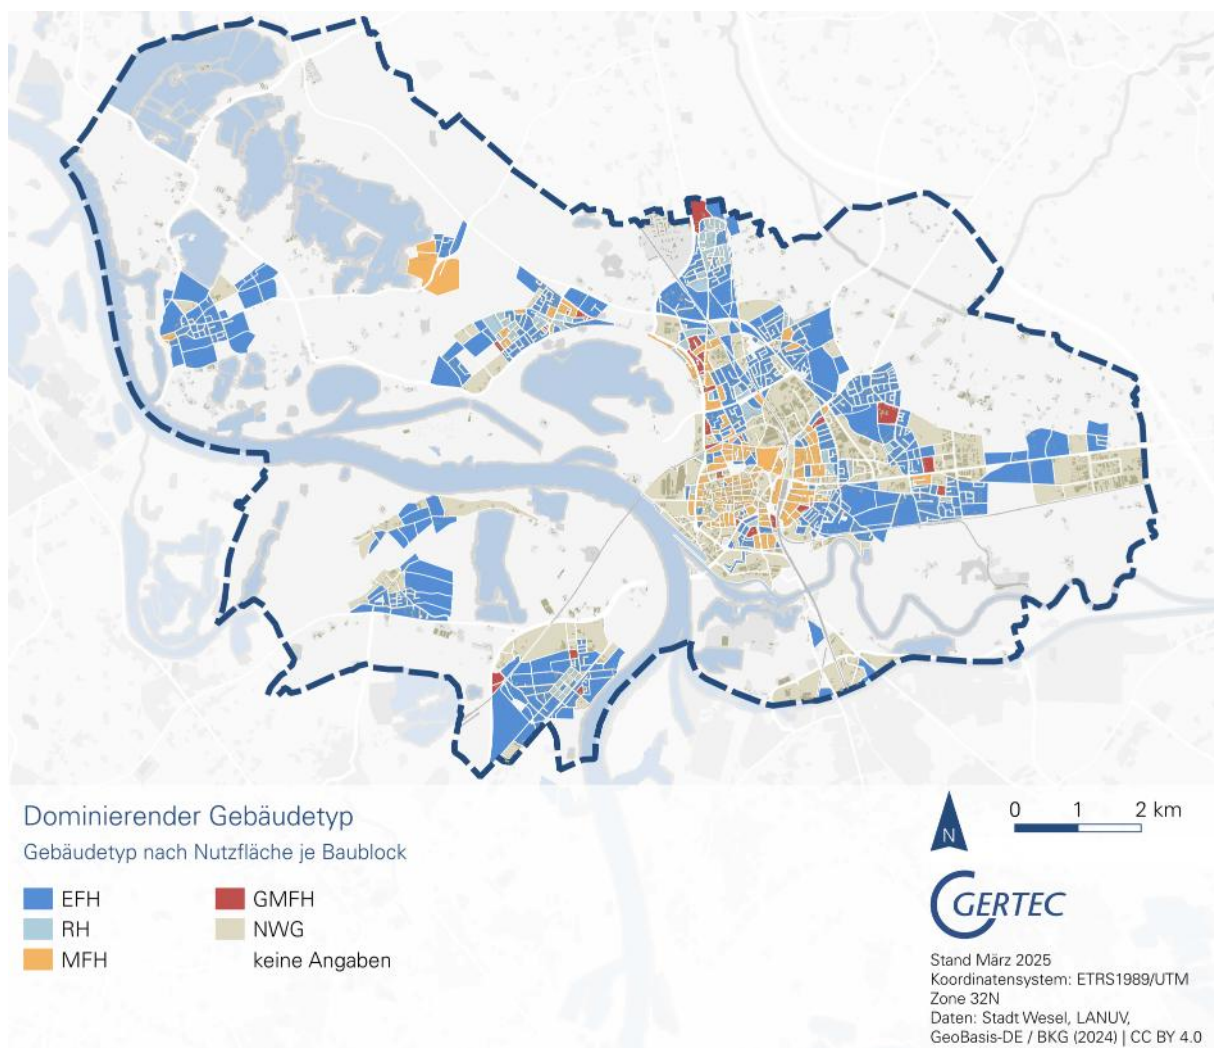 Dominierender Gebäudetyp
Gebäudetyp nach Nutzfläche je Baublock
EFH
RH
MFH
GMFH
NWG
keine Angaben
N
0 1 2 km
GERTEC
Stand März 2025
Koordinatensystem: ETRS1989/UTM
Zone 32N
Daten: Stadt Wesel, LANUV,
GeoBasis-DE / BKG (2024) | CC BY 4.0